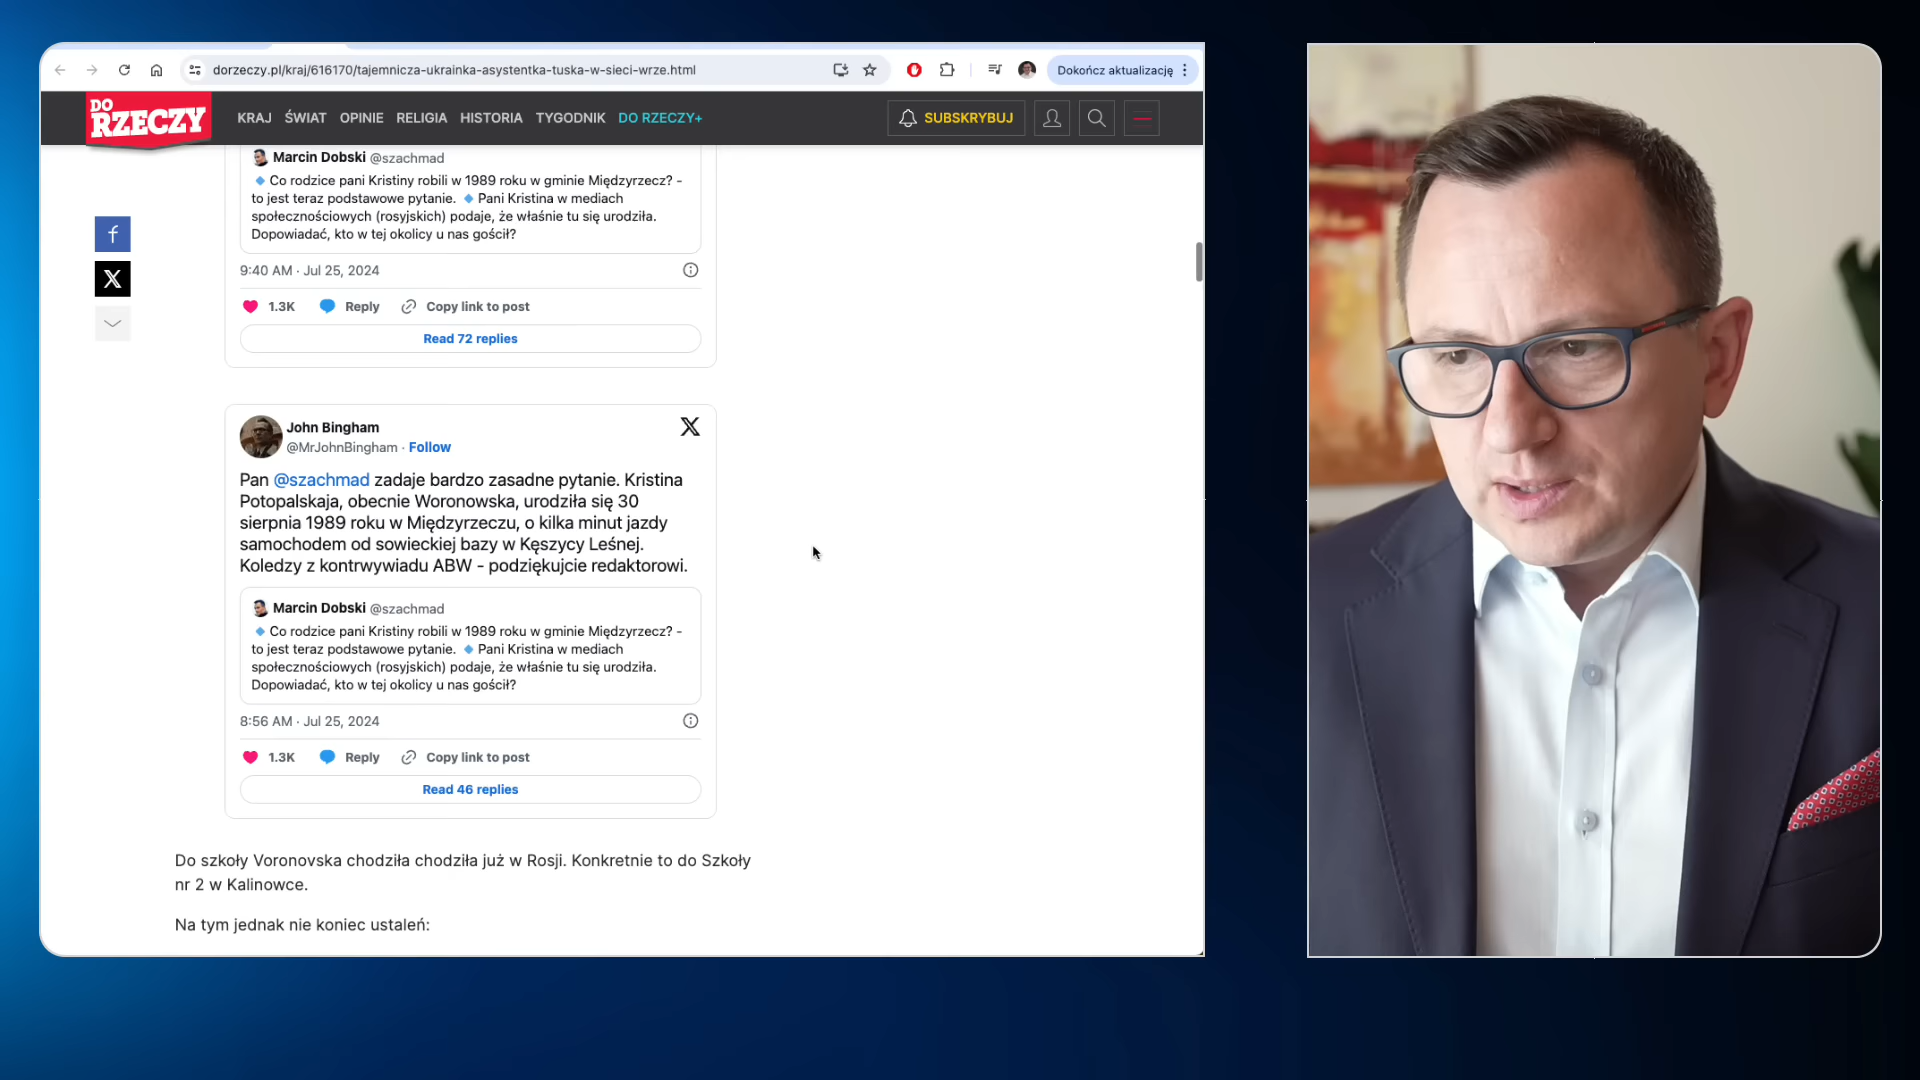 dorzeczy.pl/kraj/616170/tajemnicza-ukrainka-asystentka-tuska-w-sieci-wrze.html
Dokończ aktualizację
DO
RZECZY
KRAJ ŚWIAT OPINIE RELIGIA HISTORIA TYGODNIK DO RZECZY+
SUBSKRYBUJ
Marcin Dobski @szachmad
Co rodzice pani Kristiny robili w 1989 roku w gminie Międzyrzecz? -
to jest teraz podstawowe pytanie. Pani Kristina w mediach
społecznościowych (rosyjskich) podaje, że właśnie tu się urodziła.
Dopowiadać, kto w tej okolicy u nas gościł?
9:40 AM · Jul 25, 2024
1.3K Reply Copy link to post
Read 72 replies
John Bingham
@MrJohnBingham · Follow
Pan @szachmad zadaje bardzo zasadne pytanie. Kristina
Potopalskaja, obecnie Woronowska, urodziła się 30
sierpnia 1989 roku w Międzyrzeczu, o kilka minut jazdy
samochodem od sowieckiej bazy w Kęszycy Leśnej.
Koledzy z kontrwywiadu ABW - podziękujcie redaktorowi.
Marcin Dobski @szachmad
Co rodzice pani Kristiny robili w 1989 roku w gminie Międzyrzecz? -
to jest teraz podstawowe pytanie. Pani Kristina w mediach
społecznościowych (rosyjskich) podaje, że właśnie tu się urodziła.
Dopowiadać, kto w tej okolicy u nas gościł?
8:56 AM · Jul 25, 2024
1.3K Reply Copy link to post
Read 46 replies
Do szkoły Voronovska chodziła chodziła już w Rosji. Konkretnie to do Szkoły
nr 2 w Kalinowce.
Na tym jednak nie koniec ustaleń: